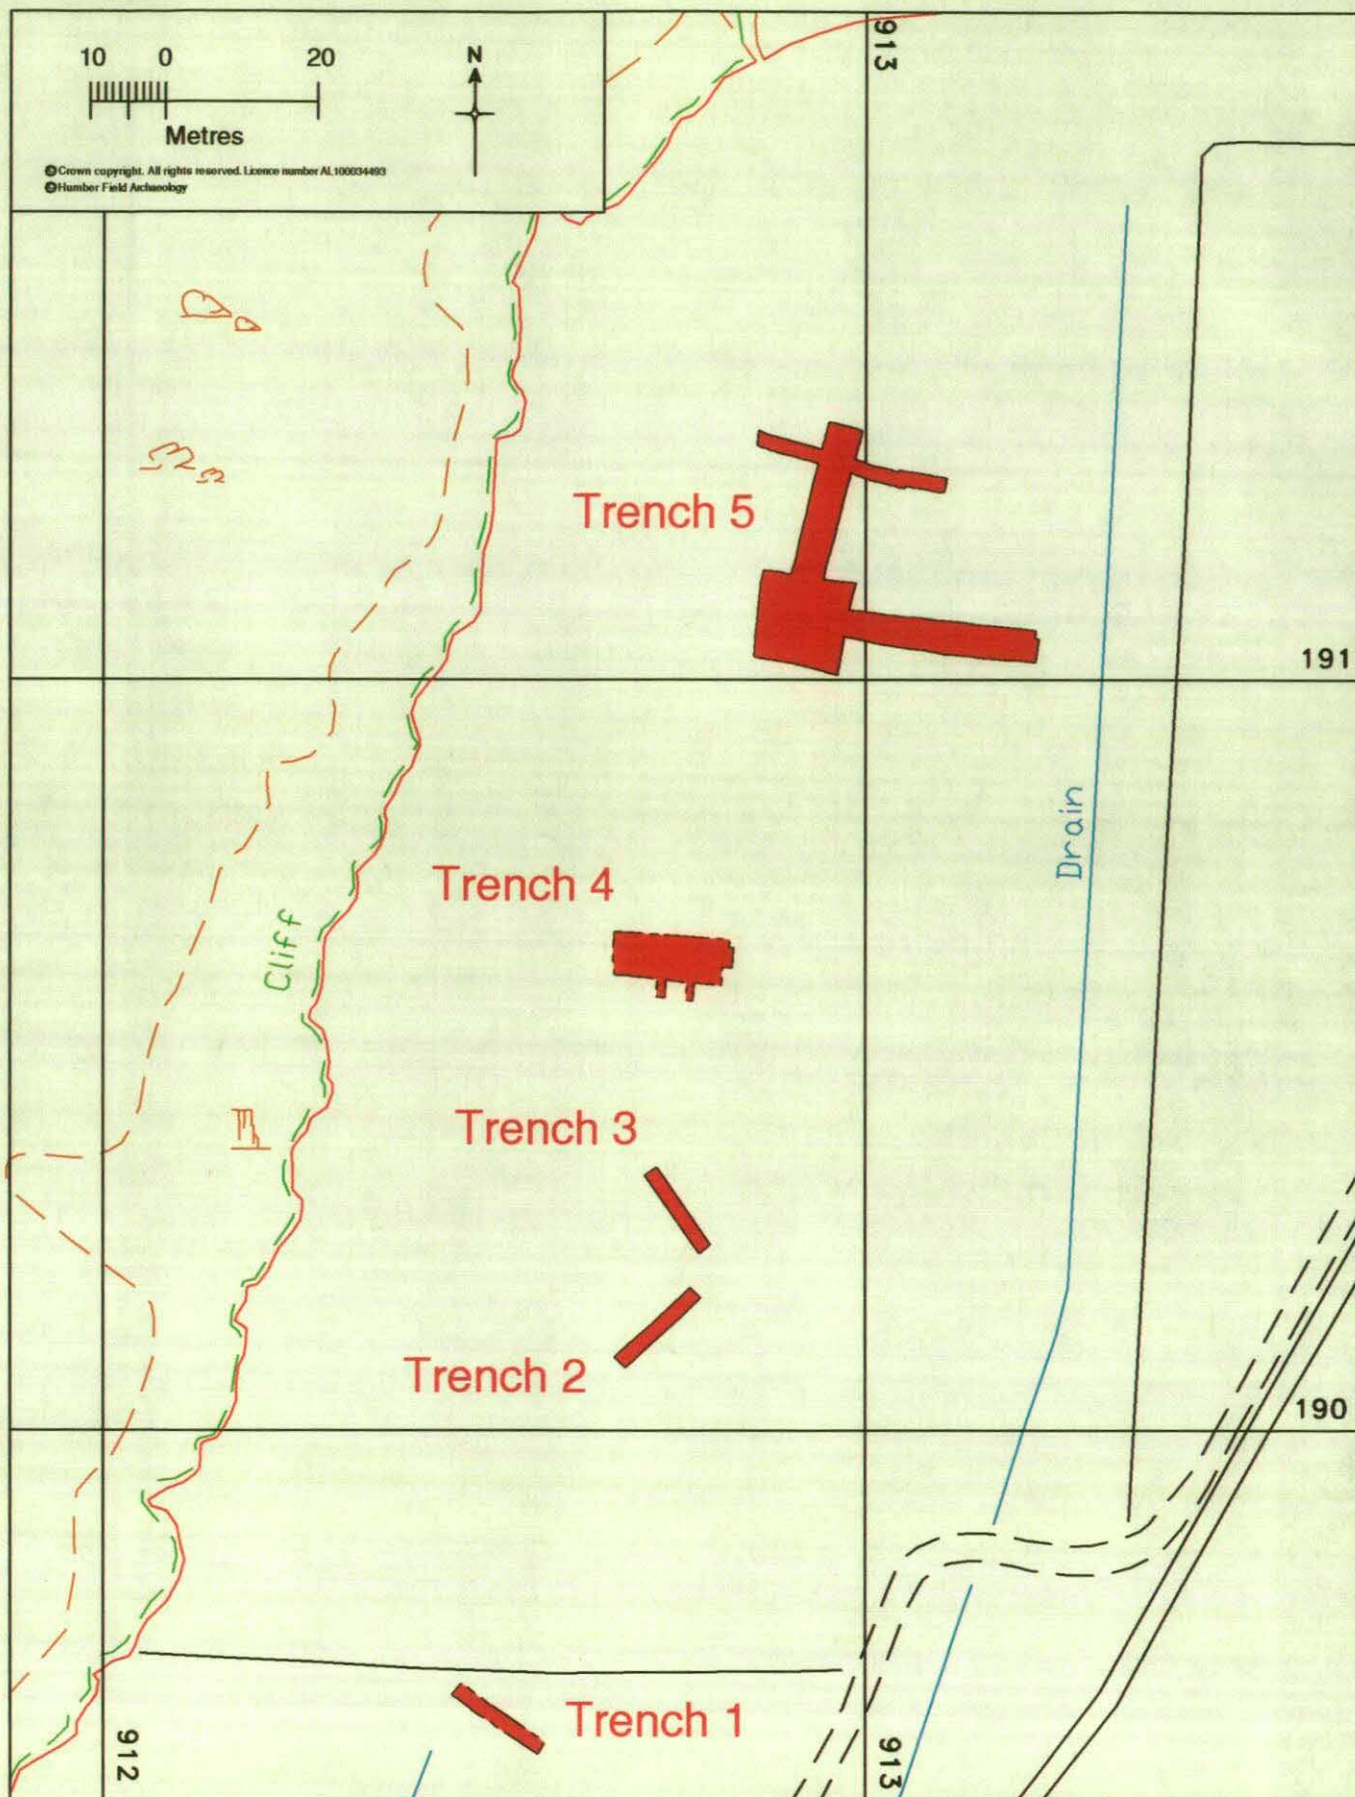 10 0 20
Metres
N
©Crown copyright. All rights reserved. Licence number AL100034493
©Humber Field Archaeology
913
Trench 5
191
Drain
Trench 4
Cliff
Trench 3
Trench 2
190
Trench 1
912
913